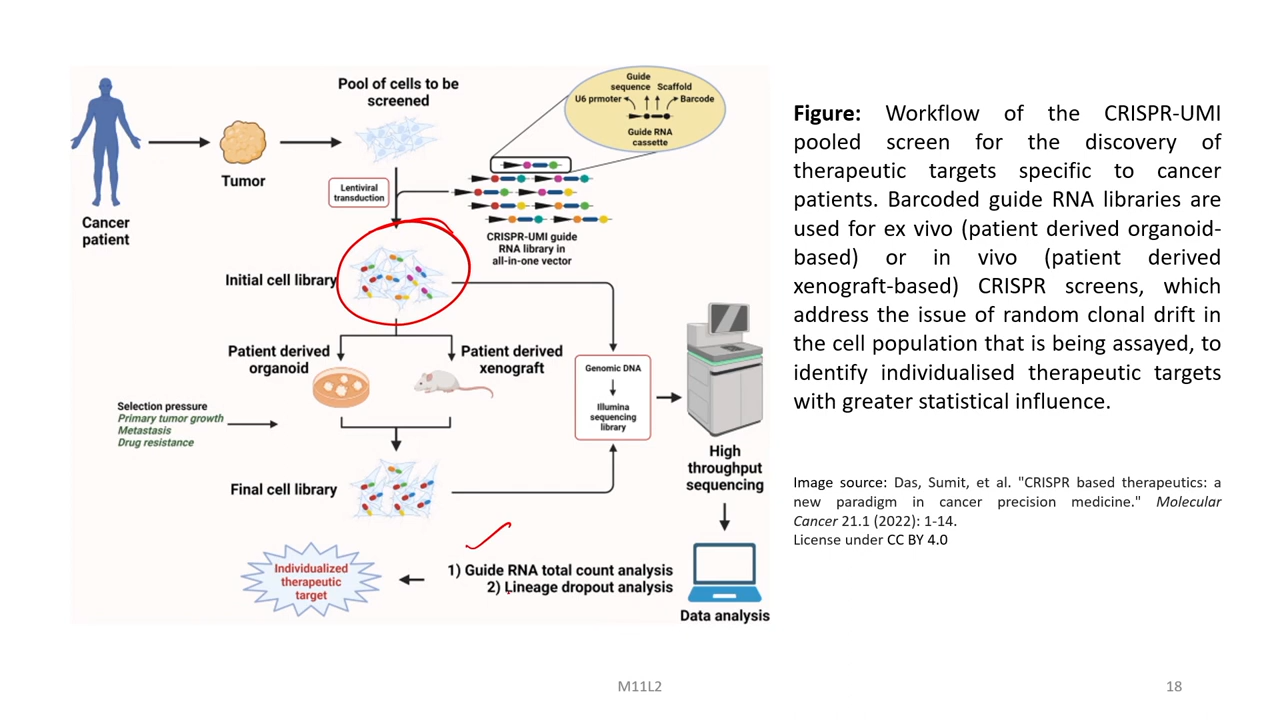 Pool of cells to be
screened
Guide
sequence Scaffold
U6 prmoter
Barcode
Guide RNA
cassette
Tumor
Cancer
patient
Lentiviral
transduction
CRISPR-UMI guide
RNA library in
all-in-one vector
Initial cell library
Patient derived
organoid
Patient derived
xenograft
Selection pressure
Primary tumor growth
Metastasis
Drug resistance
Genomic DNA
Illumina
sequencing
library
Final cell library
High
throughput
sequencing
Individualized
therapeutic
target
1) Guide RNA total count analysis
2) Lineage dropout analysis
Data analysis
Figure: Workflow of the CRISPR-UMI
pooled screen for the discovery of
therapeutic targets specific to cancer
patients. Barcoded guide RNA libraries are
used for ex vivo (patient derived organoid-
based) or in vivo (patient derived
xenograft-based) CRISPR screens, which
address the issue of random clonal drift in
the cell population that is being assayed, to
identify individualised therapeutic targets
with greater statistical influence.
Image source: Das, Sumit, et al. "CRISPR based therapeutics: a
new paradigm in cancer precision medicine." Molecular
Cancer 21.1 (2022): 1-14.
License under CC BY 4.0
M11L2
18